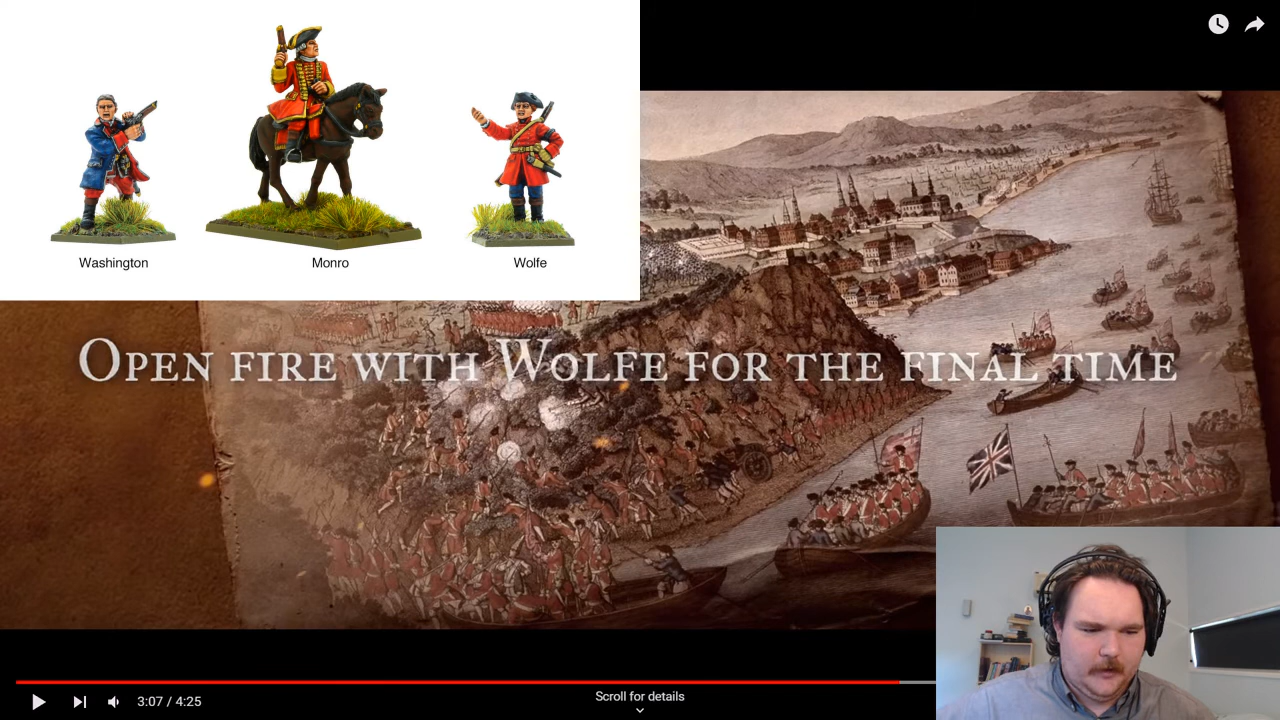 Washington
Monro
Wolfe
Open fire with Wolfe for the final time
3:07 / 4:25
Scroll for details